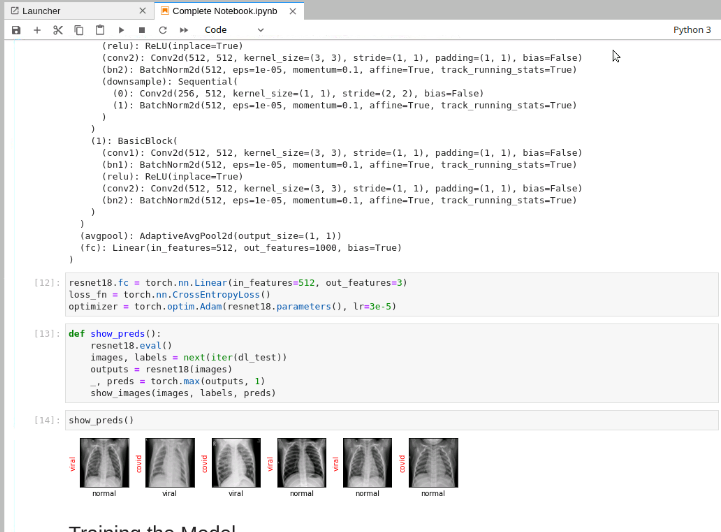 Launcher
Complete Notebook.ipynb
Code
Python 3
(relu): ReLU(inplace=True)
(conv2): Conv2d(512, 512, kernel_size=(3, 3), stride=(1, 1), padding=(1, 1), bias=False)
(bn2): BatchNorm2d(512, eps=1e-05, momentum=0.1, affine=True, track_running_stats=True)
(downsample): Sequential(
(0): Conv2d(256, 512, kernel_size=(1, 1), stride=(2, 2), bias=False)
(1): BatchNorm2d(512, eps=1e-05, momentum=0.1, affine=True, track_running_stats=True)
)
)
(1): BasicBlock(
(conv1): Conv2d(512, 512, kernel_size=(3, 3), stride=(1, 1), padding=(1, 1), bias=False)
(bn1): BatchNorm2d(512, eps=1e-05, momentum=0.1, affine=True, track_running_stats=True)
(relu): ReLU(inplace=True)
(conv2): Conv2d(512, 512, kernel_size=(3, 3), stride=(1, 1), padding=(1, 1), bias=False)
(bn2): BatchNorm2d(512, eps=1e-05, momentum=0.1, affine=True, track_running_stats=True)
)
)
(avgpool): AdaptiveAvgPool2d(output_size=(1, 1))
(fc): Linear(in_features=512, out_features=1000, bias=True)
)
[12]: resnet18.fc = torch.nn.Linear(in_features=512, out_features=3)
loss_fn = torch.nn.CrossEntropyLoss()
optimizer = torch.optim.Adam(resnet18.parameters(), lr=3e-5)
[13]: def show_preds():
resnet18.eval()
images, labels = next(iter(dl_test))
outputs = resnet18(images)
_, preds = torch.max(outputs, 1)
show_images(images, labels, preds)
[14]: show_preds()
viral covid covid viral viral covid
normal viral viral normal normal normal
Training the Model